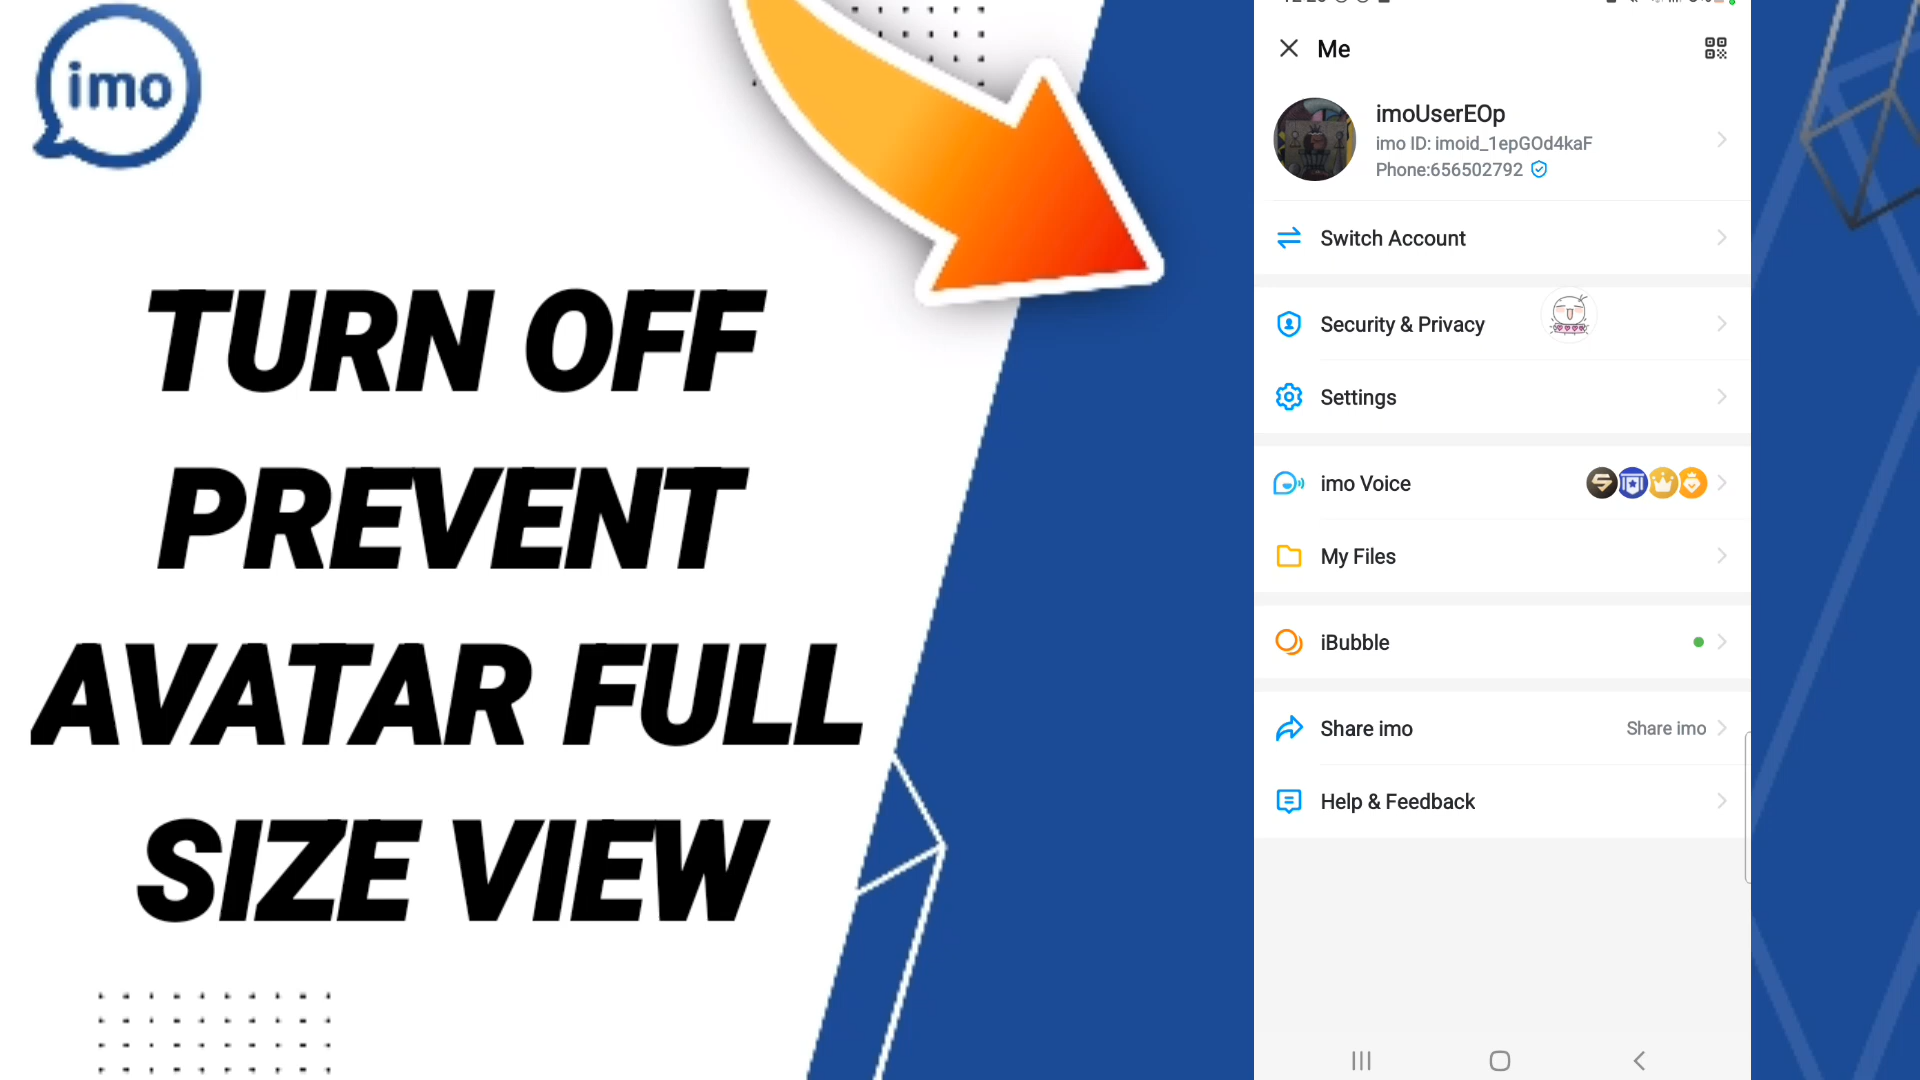 imo
TURN OFF
PREVENT
AVATAR FULL
SIZE VIEW
Me
imoUserEOp
imo ID: imoid_1epGOd4kaF
Phone:656502792
Switch Account
Security & Privacy
Settings
imo Voice
My Files
iBubble
Share imo Share imo
Help & Feedback